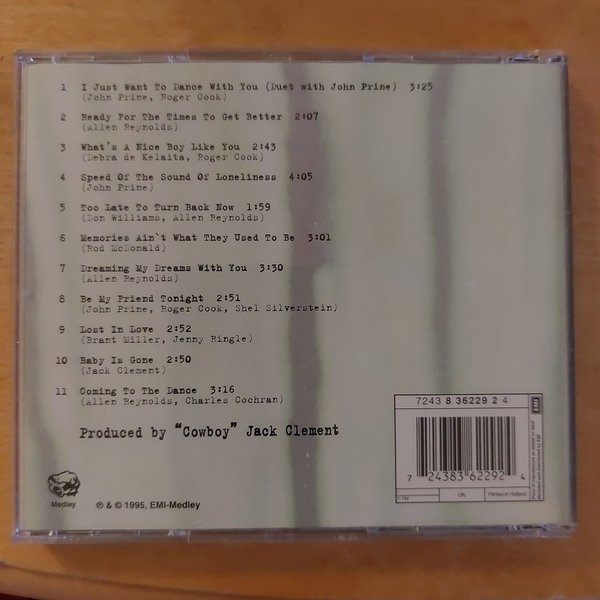 1 I Just Want To Dance With You (Duet with John Prine) 3:25
(John Prine, Roger Cook)
2 Ready For The Times To Get Better 2:07
(Allen Reynolds)
3 What's A Nice Boy Like You 2:43
(Debra de Kelaita, Roger Cook)
4 Speed Of The Sound Of Loneliness 4:05
(John Prine)
5 Too Late To Turn Back Now 1:59
(Don Williams, Allen Reynolds)
6 Memories Ain`t What They Used To Be 3:01
(Rod McDonald)
7 Dreaming My Dreams With You 3:30
(Allen Reynolds)
8 Be My Friend Tonight 2:51
(John Prine, Roger Cook, Shel Silverstein)
9 Lost In Love 2:52
(Brant Miller, Jenny Ringle)
10 Baby Is Gone 2:50
(Jack Clement)
11 Coming To The Dance 3:16
(Allen Reynolds, Charles Cochran)
Produced by "Cowboy" Jack Clement
Medley
℗ & © 1995, EMI-Medley
7243 8 36229 2 4
EMI
7 24383 62292 4
UK:
Printed in Holland